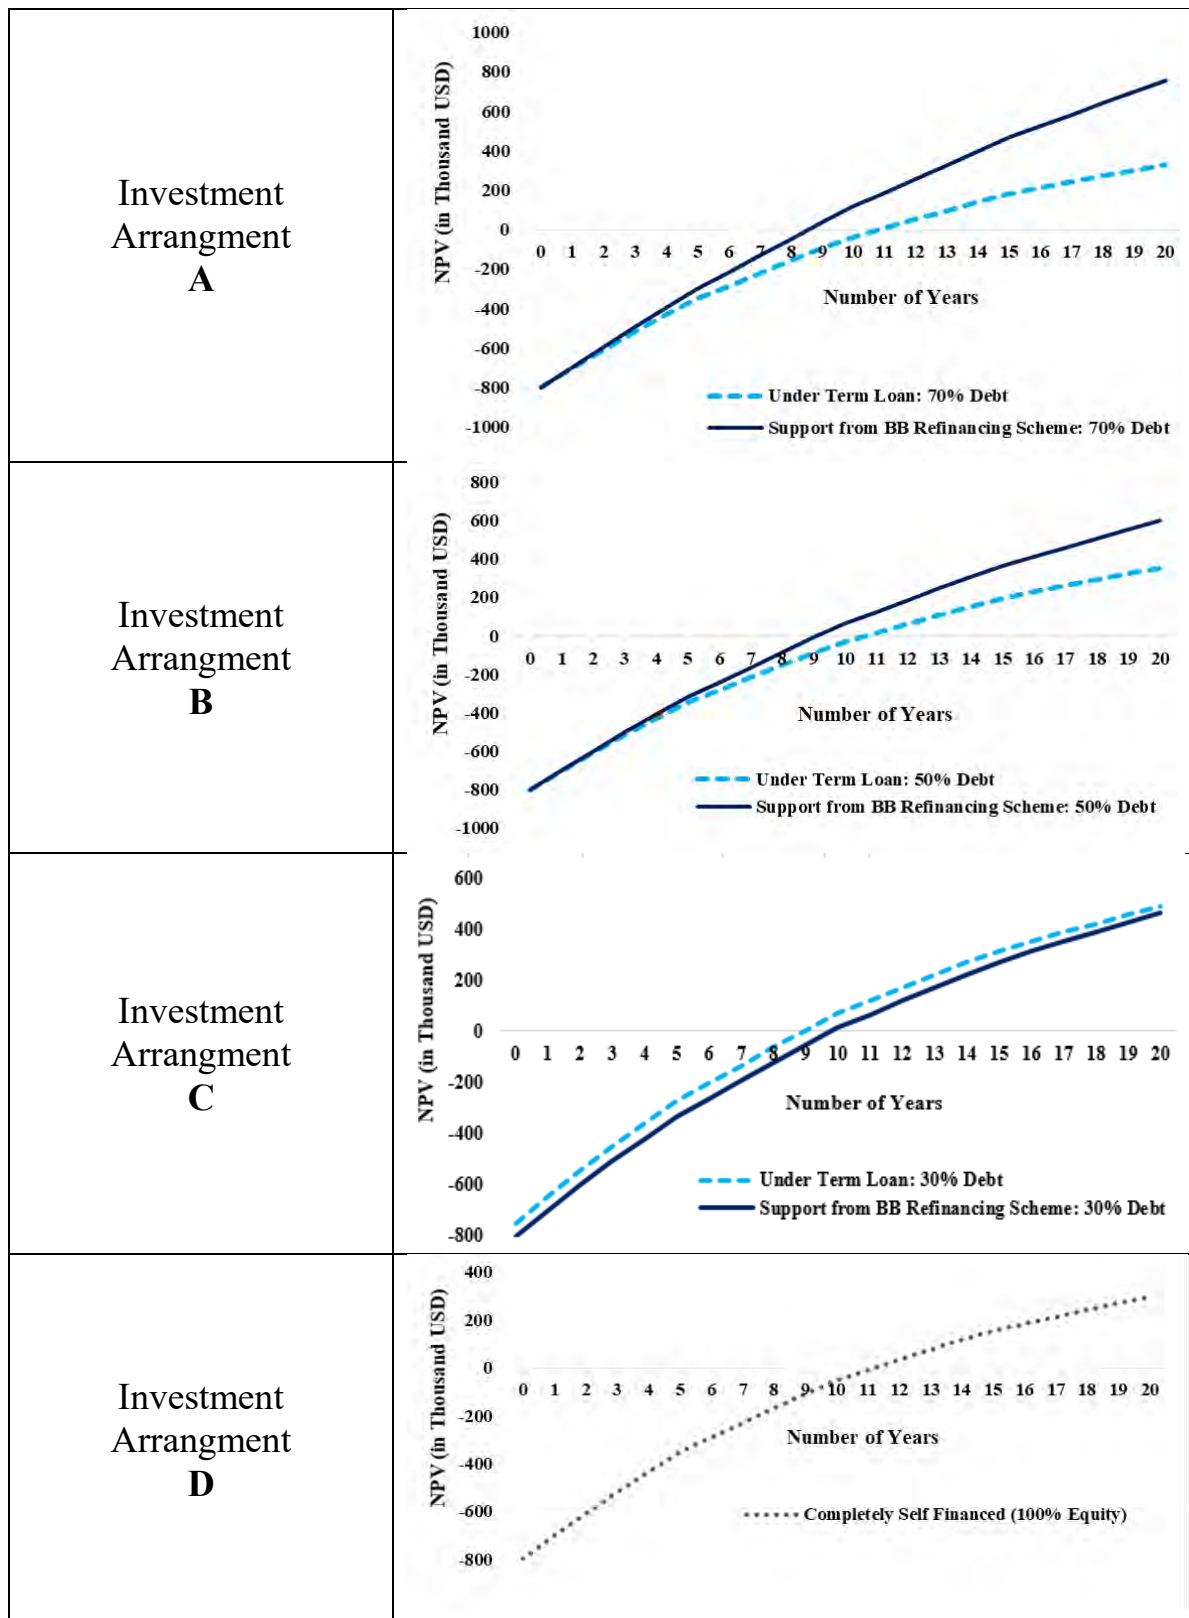 Investment
Arrangment
A
NPV (in Thousand USD)
1000
800
600
400
200
0
-200
-400
-600
-800
-1000
0 1 2 3 4 5 6 7 8 9 10 11 12 13 14 15 16 17 18 19 20
Number of Years
Under Term Loan: 70% Debt
Support from BB Refinancing Scheme: 70% Debt
Investment
Arrangment
B
NPV (in Thousand USD)
800
600
400
200
0
-200
-400
-600
-800
-1000
0 1 2 3 4 5 6 7 8 9 10 11 12 13 14 15 16 17 18 19 20
Number of Years
Under Term Loan: 50% Debt
Support from BB Refinancing Scheme: 50% Debt
Investment
Arrangment
C
NPV (in Thousand USD)
600
400
200
0
-200
-400
-600
-800
0 1 2 3 4 5 6 7 8 9 10 11 12 13 14 15 16 17 18 19 20
Number of Years
Under Term Loan: 30% Debt
Support from BB Refinancing Scheme: 30% Debt
Investment
Arrangment
D
NPV (in Thousand USD)
400
200
0
-200
-400
-600
-800
0 1 2 3 4 5 6 7 8 9 10 11 12 13 14 15 16 17 18 19 20
Number of Years
Completely Self Financed (100% Equity)